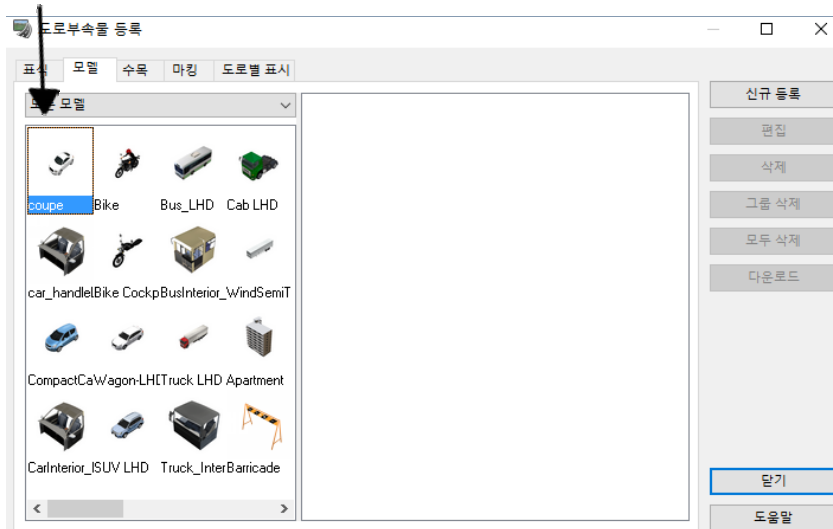 도로부속물 등록
표식 모델 수목 마킹 도로별 표시
모든 모델
신규 등록
편집
삭제
그룹 삭제
모두 삭제
다운로드
coupe Bike Bus_LHD Cab LHD
car_handlel Bike Cockp BusInterior_ WindSemiT
CompactCa Wagon-LHD Truck LHD Apartment
CarInterior_l SUV LHD Truck_Inter Barricade
닫기
도움말